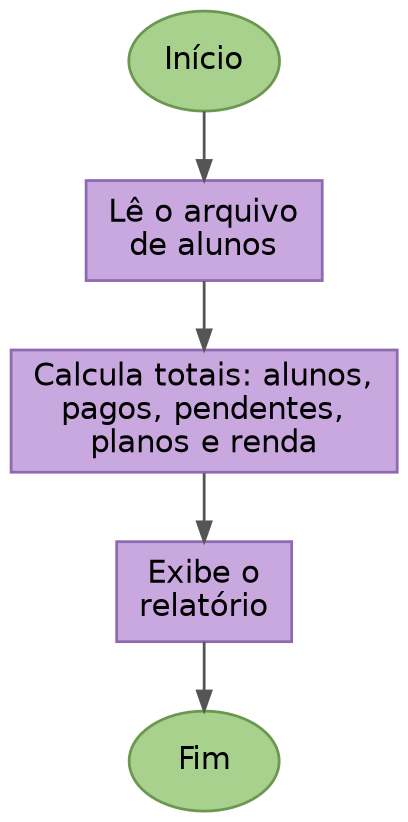 Início
Lê o arquivo
de alunos
Calcula totais: alunos,
pagos, pendentes,
planos e renda
Exibe o
relatório
Fim